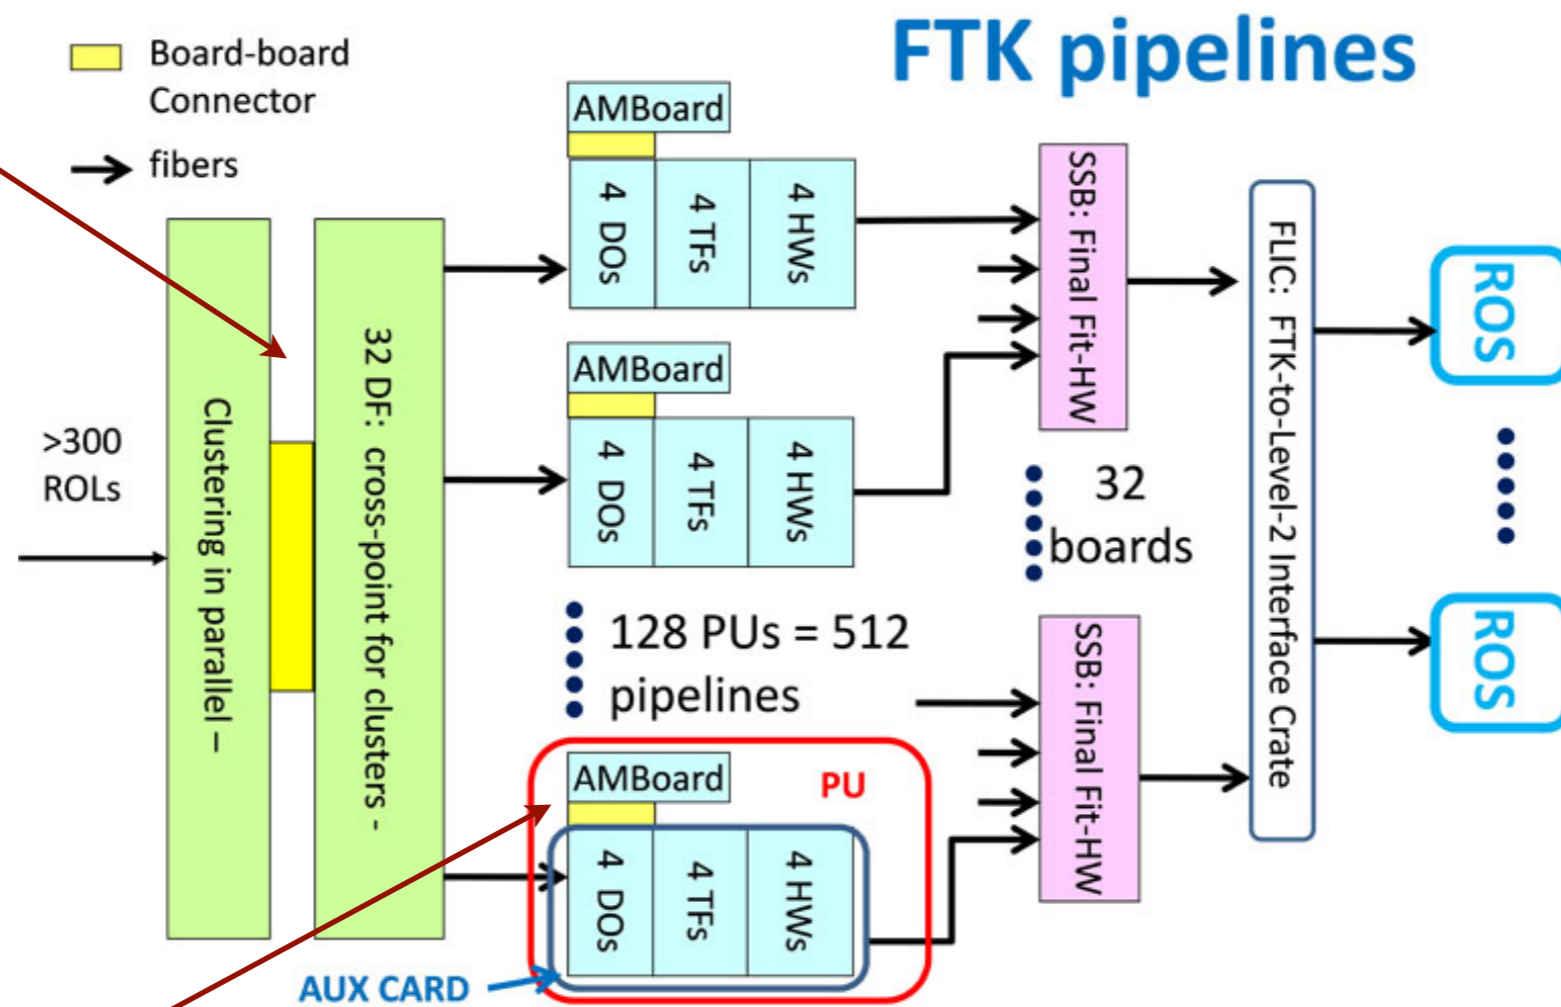 FTK pipelines
Board-board
Connector
fibers
>300
ROLs
Clustering in parallel –
32 DF: cross-point for clusters -
AMBoard
4 DOs
4 TFs
4 HWs
AMBoard
4 DOs
4 TFs
4 HWs
128 PUs = 512
pipelines
AMBoard
PU
4 DOs
4 TFs
4 HWs
AUX CARD
SSB: Final Fit-HW
32
boards
SSB: Final Fit-HW
FLIC: FTK-to-Level-2 Interface Crate
ROS
ROS